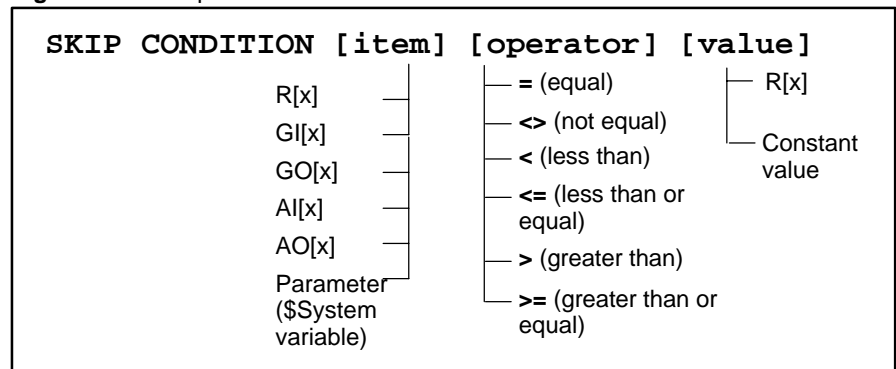 SKIP CONDITION [item] [operator] [value]
R[x]
GI[x]
GO[x]
AI[x]
AO[x]
Parameter
($System
variable)
= (equal)
<> (not equal)
< (less than)
<= (less than or
equal)
> (greater than)
>= (greater than or
equal)
R[x]
Constant
value